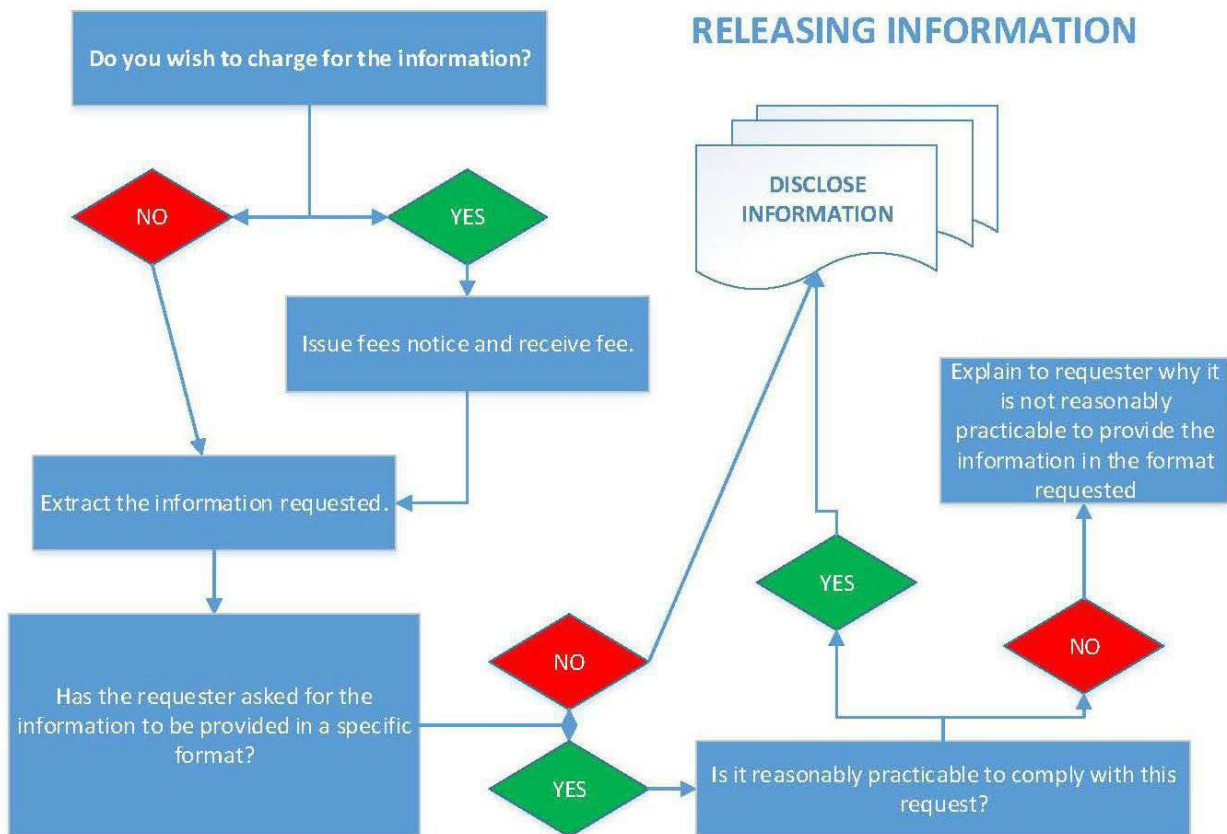 RELEASING INFORMATION
Do you wish to charge for the information?
NO
YES
DISCLOSE
INFORMATION
Issue fees notice and receive fee.
Explain to requester why it
is not reasonably
practicable to provide the
information in the format
requested
Extract the information requested.
YES
NO
NO
Has the requester asked for the
information to be provided in a specific
format?
YES
Is it reasonably practicable to comply with this
request?